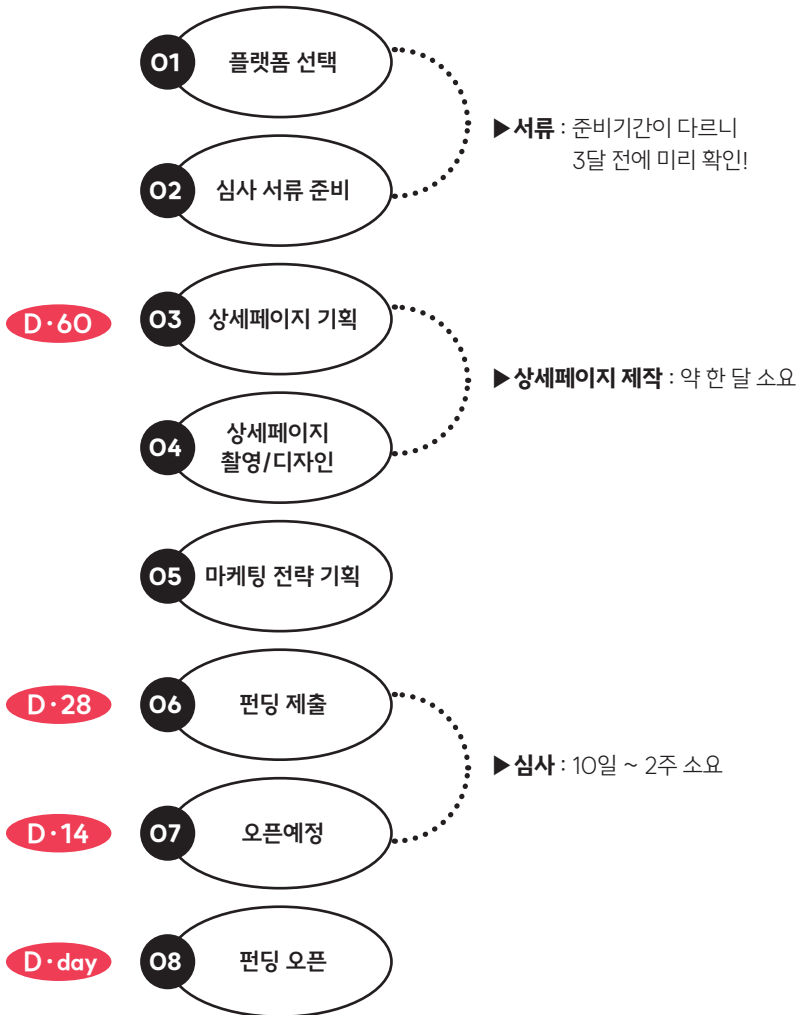 01 플랫폼 선택
▶서류 : 준비기간이 다르니
3달 전에 미리 확인!
02 심사 서류 준비
D·60 03 상세페이지 기획
▶상세페이지 제작 : 약 한 달 소요
04 상세페이지
촬영/디자인
05 마케팅 전략 기획
D·28 06 펀딩 제출
▶심사 : 10일 ~ 2주 소요
D·14 07 오픈예정
D·day 08 펀딩 오픈